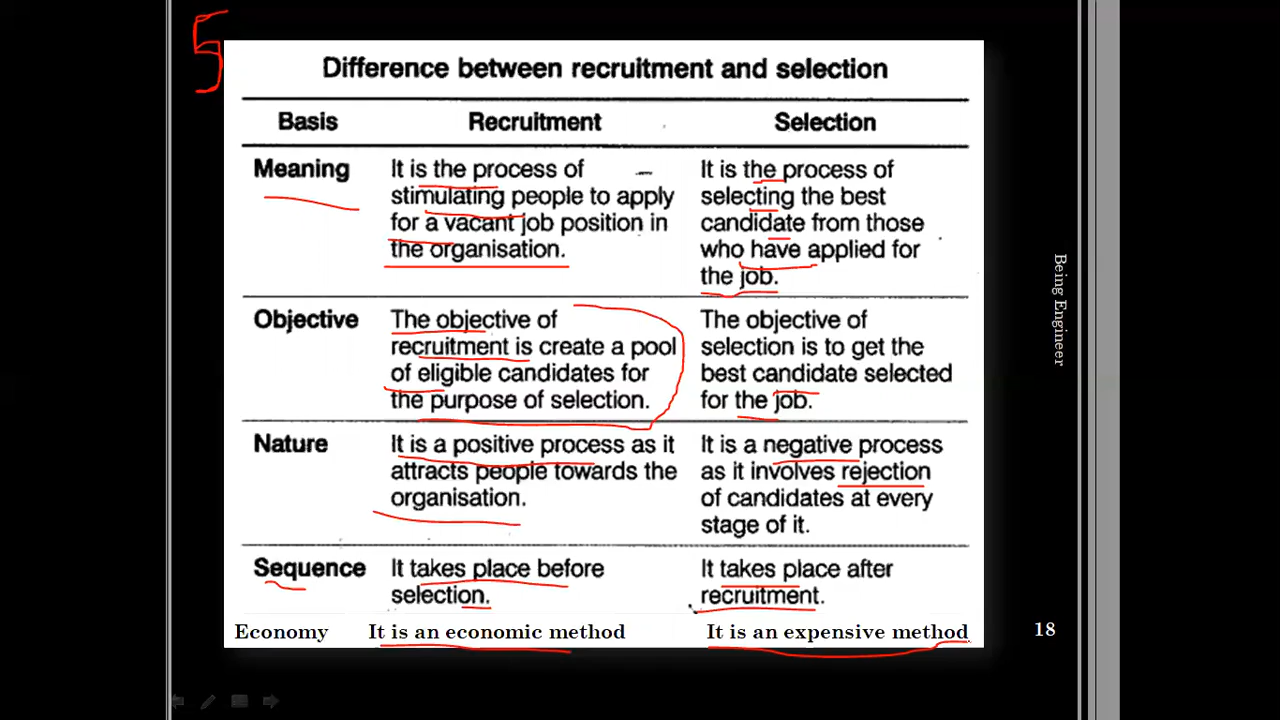 5
Difference between recruitment and selection
Basis Recruitment Selection
Meaning It is the process of It is the process of
stimulating people to apply selecting the best
for a vacant job position in candidate from those
the organisation. who have applied for
the job.
Objective The objective of The objective of
recruitment is create a pool selection is to get the
of eligible candidates for best candidate selected
the purpose of selection. for the job.
Nature It is a positive process as it It is a negative process
attracts people towards the as it involves rejection
organisation. of candidates at every
stage of it.
Sequence It takes place before It takes place after
selection. recruitment.
Economy It is an economic method It is an expensive method
Being Engineer
18